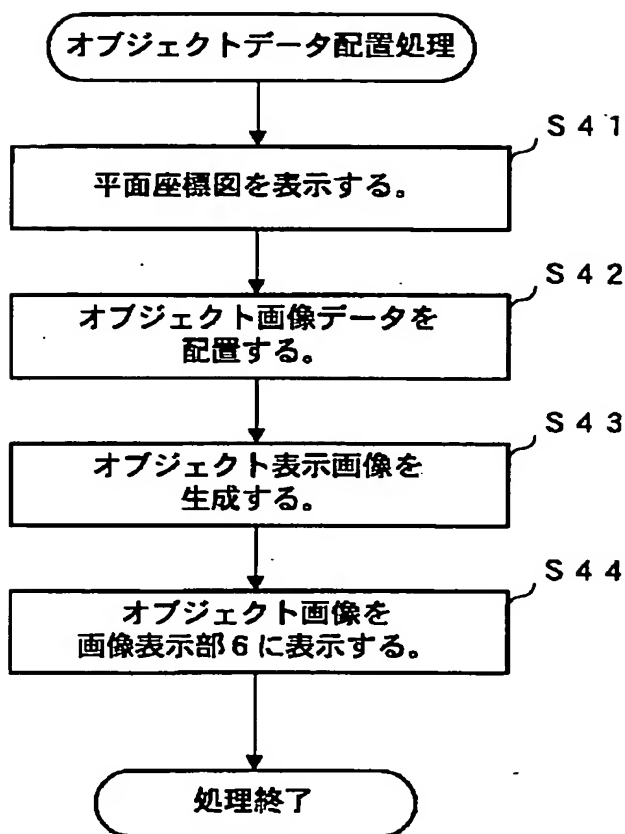 オブジェクトデータ配置処理
S41
平面座標図を表示する。
S42
オブジェクト画像データを
配置する。
S43
オブジェクト表示画像を
生成する。
S44
オブジェクト画像を
画像表示部6に表示する。
処理終了